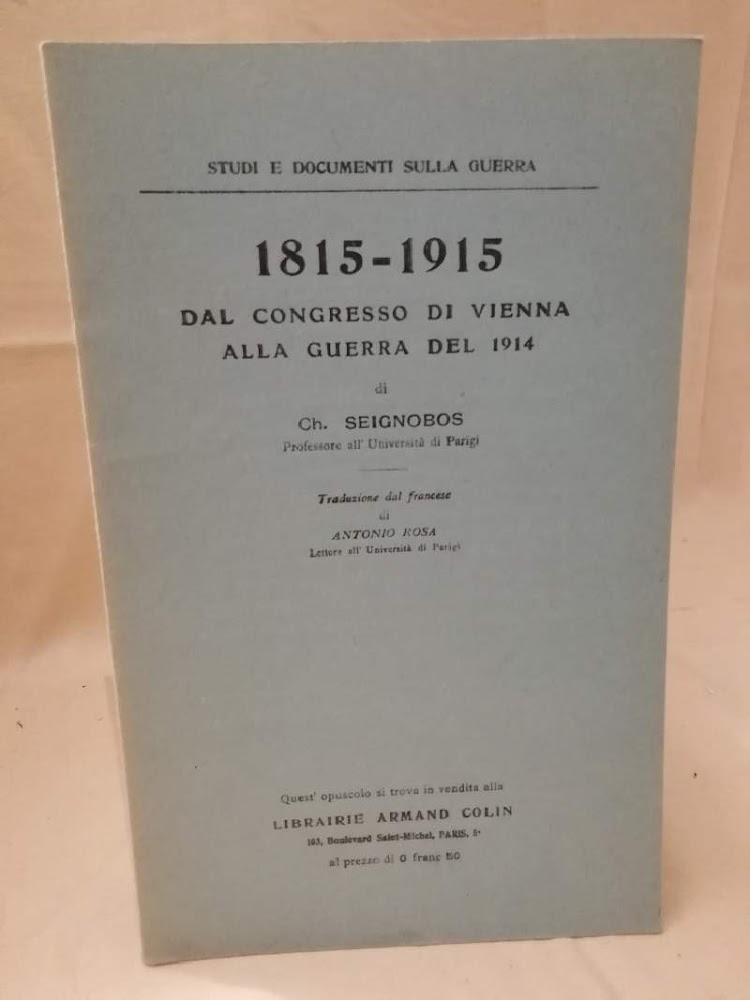 STUDI E DOCUMENTI SULLA GUERRA
1815-1915
DAL CONGRESSO DI VIENNA
ALLA GUERRA DEL 1914
di
Ch. SEIGNOBOS
Professore all' Università di Parigi
Traduzione dal francese
di
ANTONIO ROSA
Lettore all' Università di Parigi
Quest' opuscolo si trova in vendita alla
LIBRAIRIE ARMAND COLIN
103, Boulevard Saint-Michel, PARIS, 5e
al prezzo di 0 franc 50